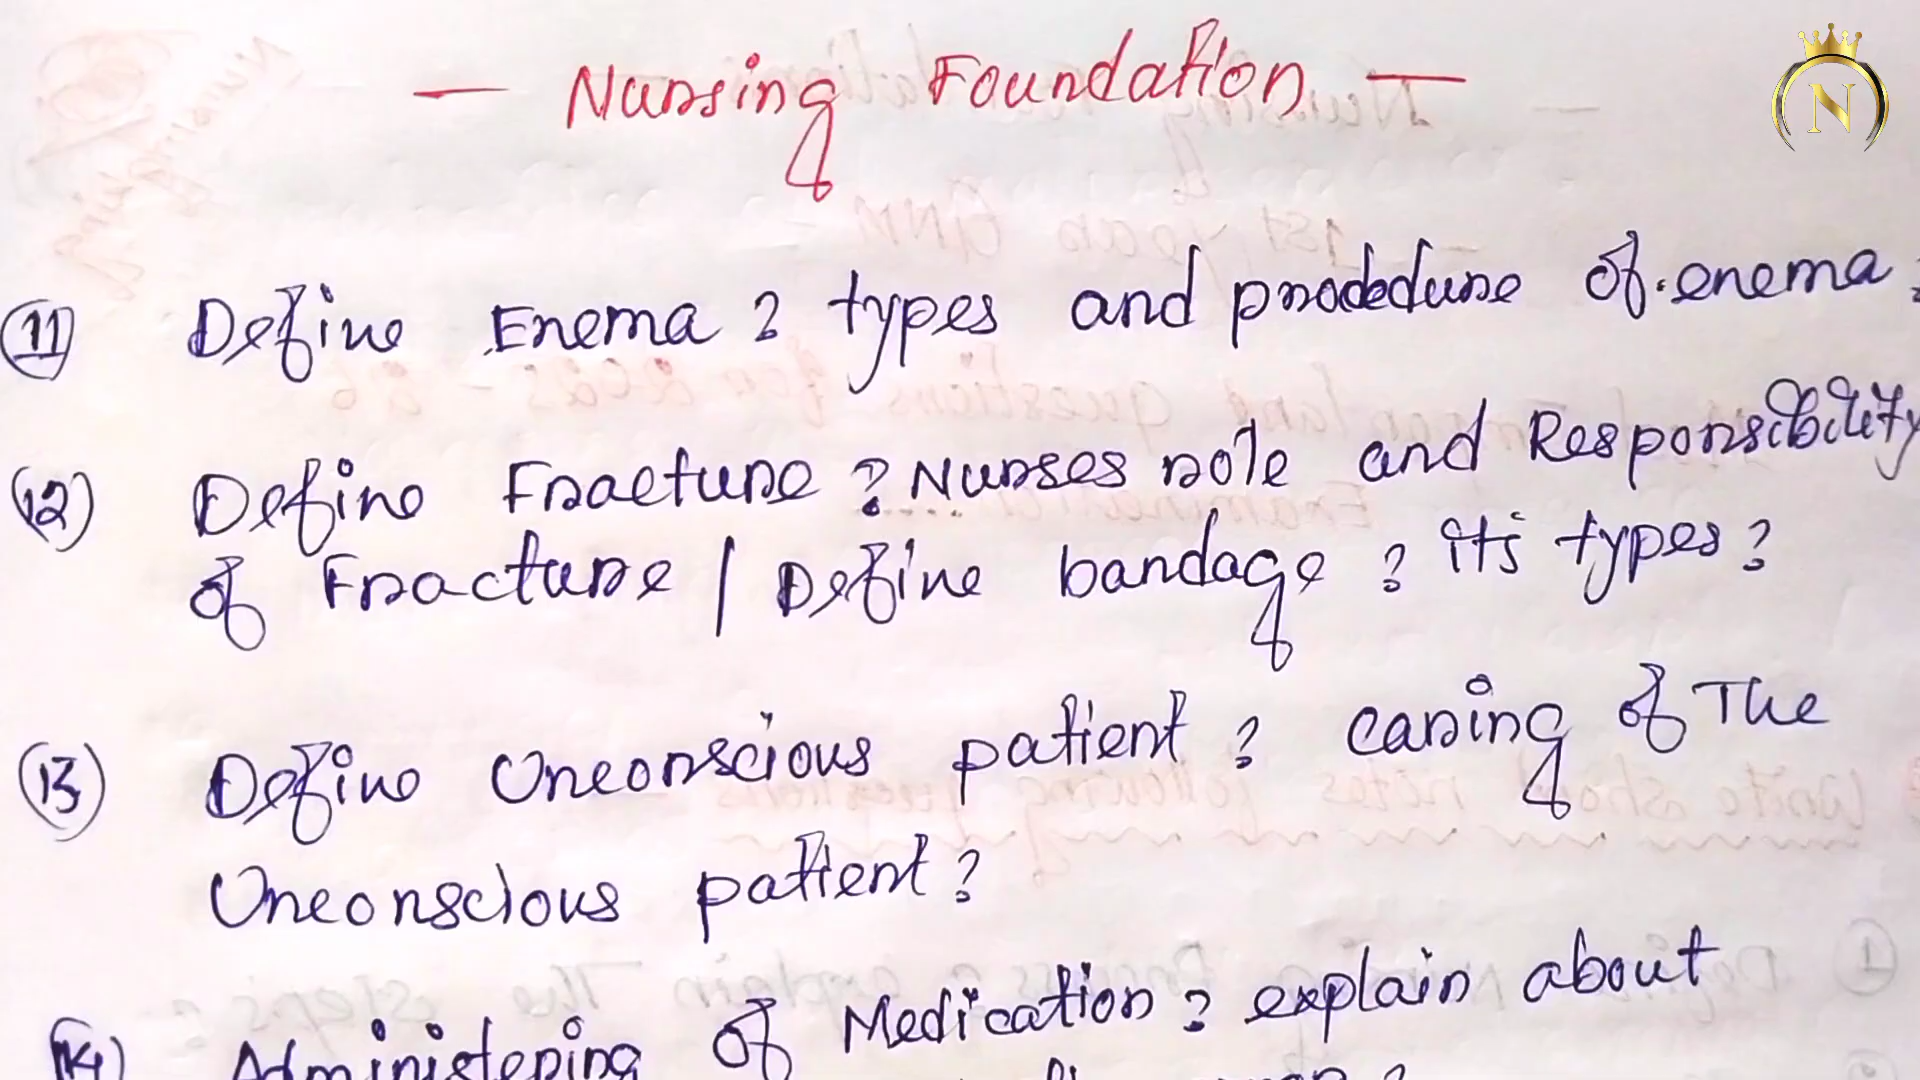 — Nursing Foundation —
N
11 Define Enema ? types and procedure of enema ?
12 Define Fracture ? Nurses role and Responsibility
of Fracture / Define bandage ? its types ?
13 Define Unconscious patient ? caring of The
Unconscious patient ?
14 Administering of Medication ? explain about